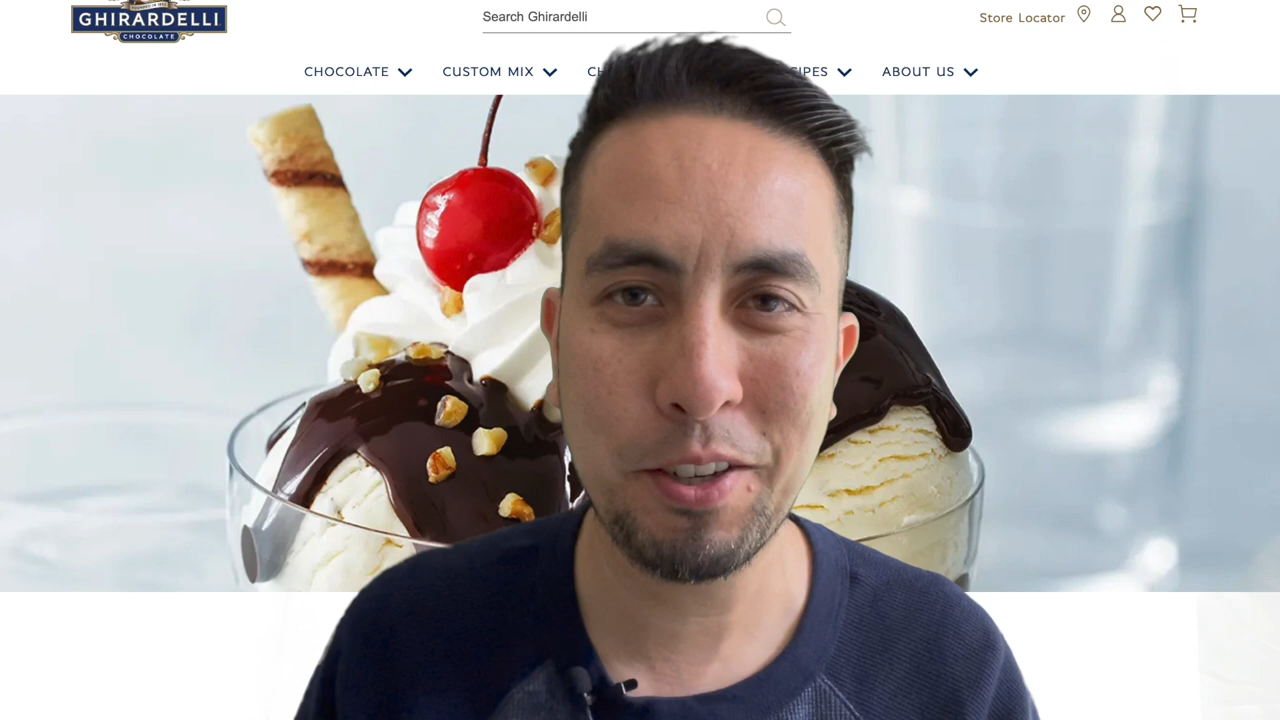 GHIRARDELLI
CHOCOLATE
Search Ghirardelli
Store Locator
CHOCOLATE
CUSTOM MIX
ABOUT US